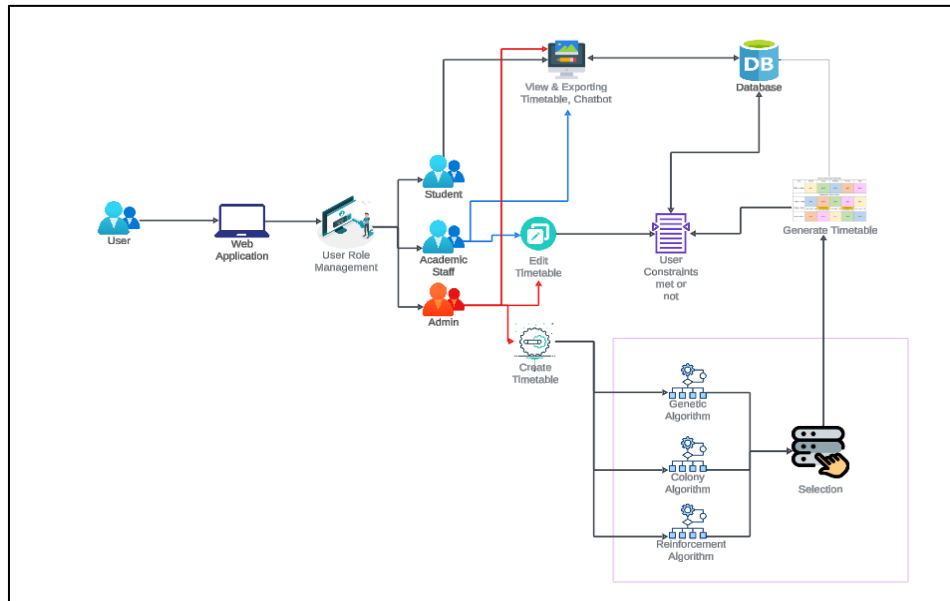 DB
View & Exporting
Timetable, Chatbot
Database
Student
User
Web
Application
User Role
Management
Academic
Staff
Edit
Timetable
User
Constraints
met or
not
Generate Timetable
Admin
Create
Timetable
Genetic
Algorithm
Colony
Algorithm
Selection
Reinforcement
Algorithm